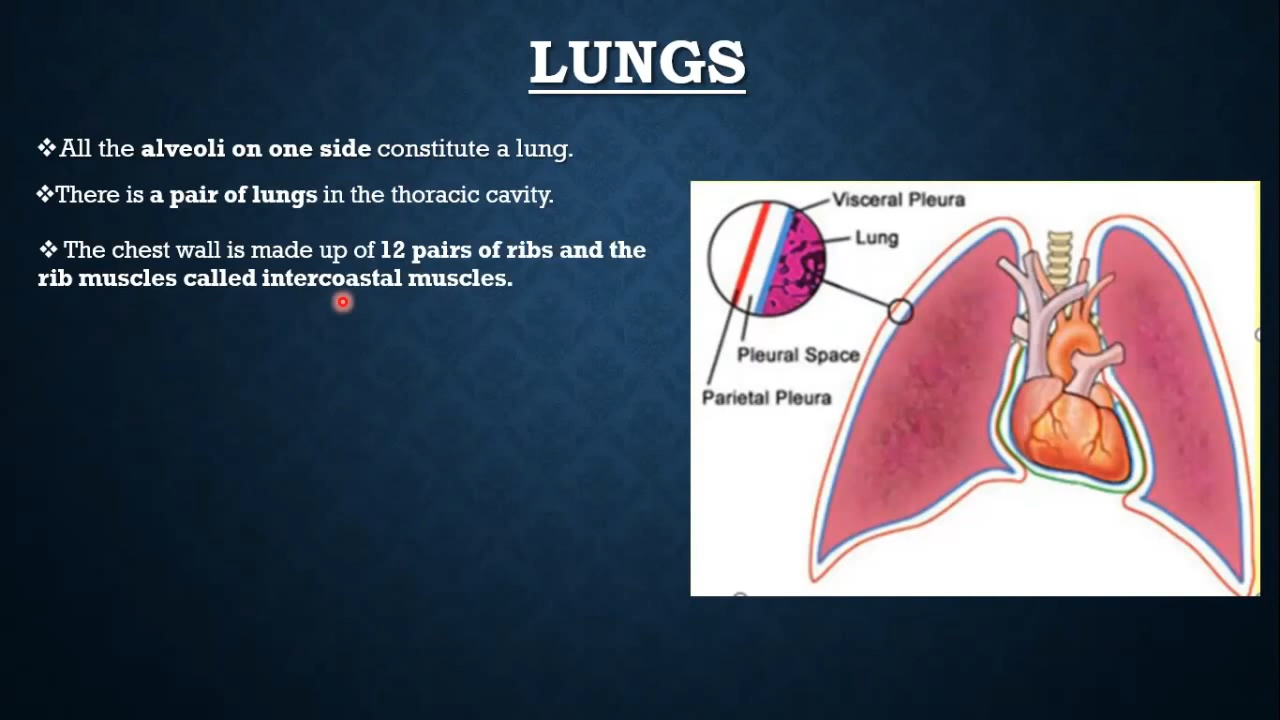 LUNGS
❖All the alveoli on one side constitute a lung.
❖There is a pair of lungs in the thoracic cavity.
❖ The chest wall is made up of 12 pairs of ribs and the
rib muscles called intercoastal muscles.
Visceral Pleura
Lung
Pleural Space
Parietal Pleura